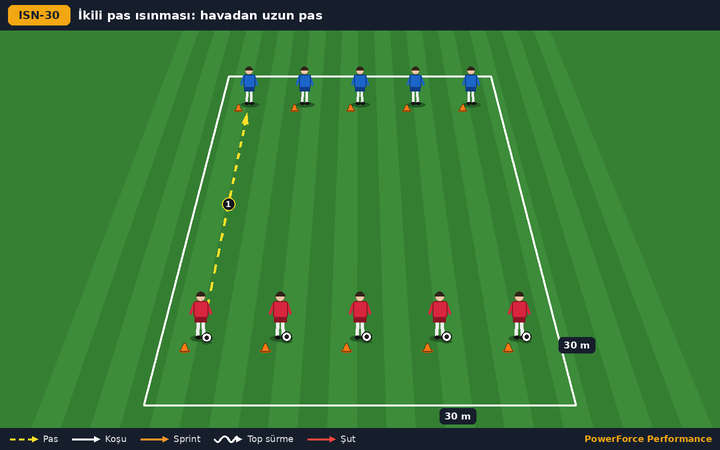 ISN-30 İkili pas ısınması: havadan uzun pas
1
30 m
30 m
Pas Koşu Sprint Top sürme Şut PowerForce Performance